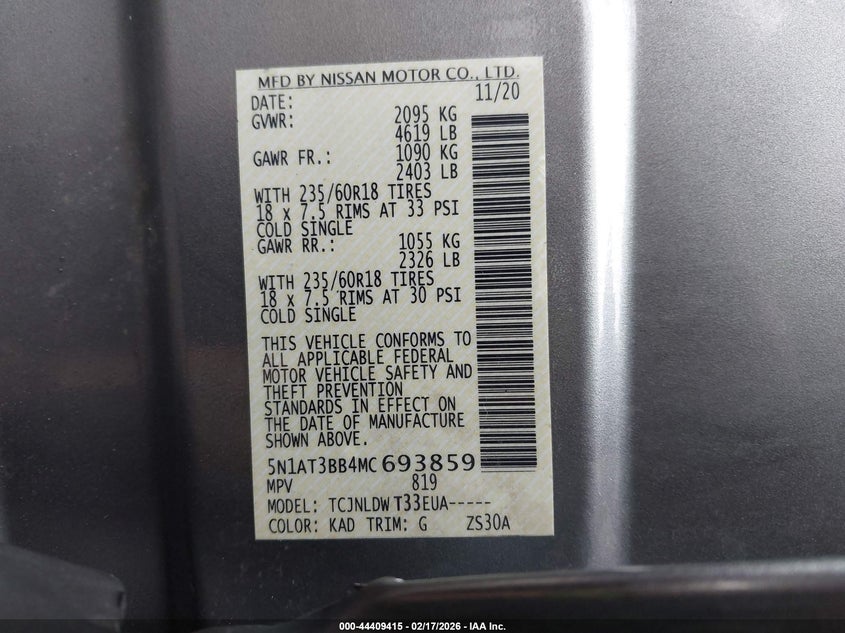 MFD BY NISSAN MOTOR CO., LTD.
DATE: 11/20
GVWR: 2095 KG
4619 LB
GAWR FR.: 1090 KG
2403 LB
WITH 235/60R18 TIRES
18 x 7.5 RIMS AT 33 PSI
COLD SINGLE
GAWR RR.: 1055 KG
2326 LB
WITH 235/60R18 TIRES
18 x 7.5 RIMS AT 30 PSI
COLD SINGLE
THIS VEHICLE CONFORMS TO
ALL APPLICABLE FEDERAL
MOTOR VEHICLE SAFETY AND
THEFT PREVENTION
STANDARDS IN EFFECT ON
THE DATE OF MANUFACTURE
SHOWN ABOVE.
5N1AT3BB4MC693859
MPV 819
MODEL: TCJNLDW T33EUA-----
COLOR: KAD TRIM: G ZS30A
000-44409415 - 02/17/2026 - IAA Inc.